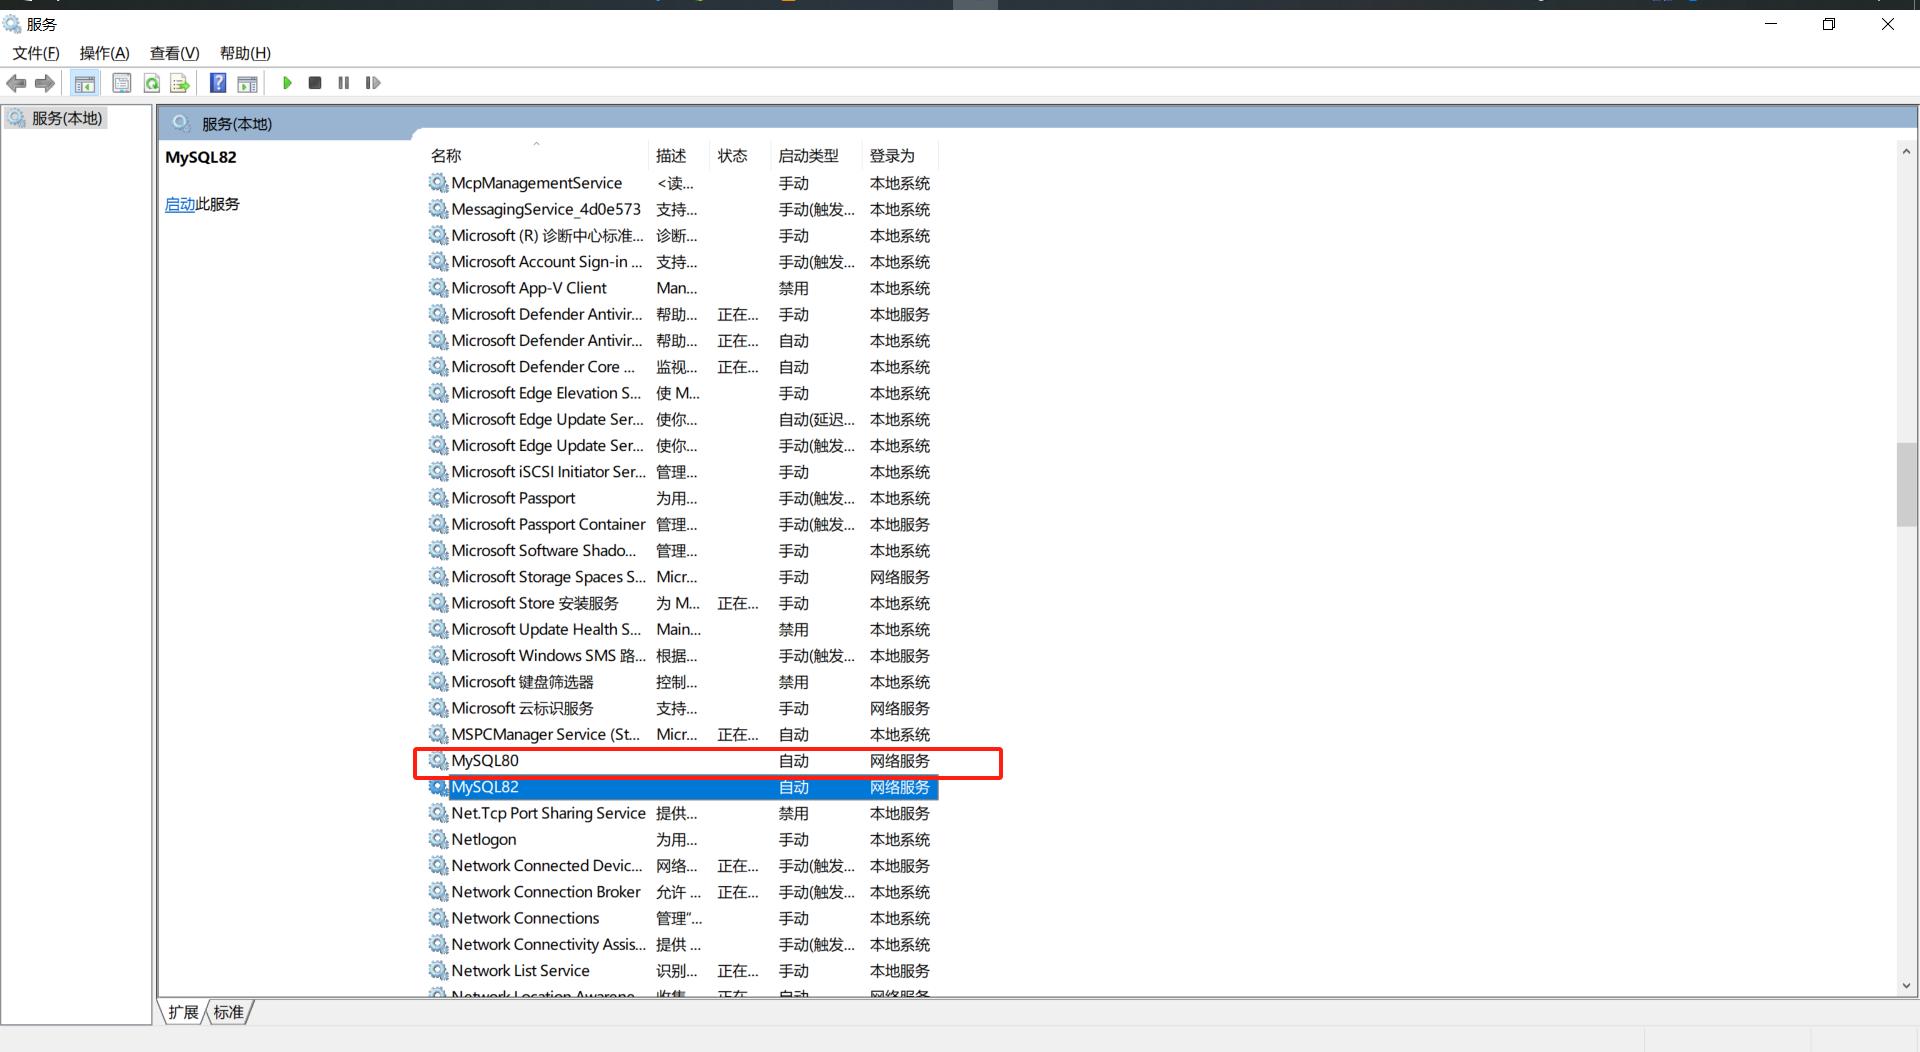 服务
文件(F) 操作(A) 查看(V) 帮助(H)
服务(本地)
服务(本地)
MySQL82
启动此服务
名称 描述 状态 启动类型 登录为
McpManagementService <读... 手动 本地系统
MessagingService_4d0e573 支持... 手动(触发... 本地系统
Microsoft (R) 诊断中心标准... 诊断... 手动 本地系统
Microsoft Account Sign-in ... 支持... 手动(触发... 本地系统
Microsoft App-V Client Man... 禁用 本地系统
Microsoft Defender Antivir... 帮助... 正在... 手动 本地服务
Microsoft Defender Antivir... 帮助... 正在... 自动 本地系统
Microsoft Defender Core ... 监视... 正在... 自动 本地系统
Microsoft Edge Elevation S... 使 M... 手动 本地系统
Microsoft Edge Update Ser... 使你... 自动(延迟... 本地系统
Microsoft Edge Update Ser... 使你... 手动(触发... 本地系统
Microsoft iSCSI Initiator Ser... 管理... 手动 本地系统
Microsoft Passport 为用... 手动(触发... 本地系统
Microsoft Passport Container 管理... 手动(触发... 本地服务
Microsoft Software Shado... 管理... 手动 本地系统
Microsoft Storage Spaces S... Micr... 手动 网络服务
Microsoft Store 安装服务 为 M... 正在... 手动 本地系统
Microsoft Update Health S... Main... 禁用 本地系统
Microsoft Windows SMS 路... 根据... 手动(触发... 本地服务
Microsoft 键盘筛选器 控制... 禁用 本地系统
Microsoft 云标识服务 支持... 手动 网络服务
MSPCManager Service (St... Micr... 正在... 自动 本地系统
MySQL80 自动 网络服务
MySQL82 自动 网络服务
Net.Tcp Port Sharing Service 提供... 禁用 本地服务
Netlogon 为用... 手动 本地系统
Network Connected Devic... 网络... 正在... 手动(触发... 本地服务
Network Connection Broker 允许 ... 正在... 手动(触发... 本地系统
Network Connections 管理“... 手动 本地系统
Network Connectivity Assis... 提供 ... 手动(触发... 本地系统
Network List Service 识别... 正在... 手动 本地服务
Network Location Awarene... 收集... 正在... 自动 网络服务
扩展 标准